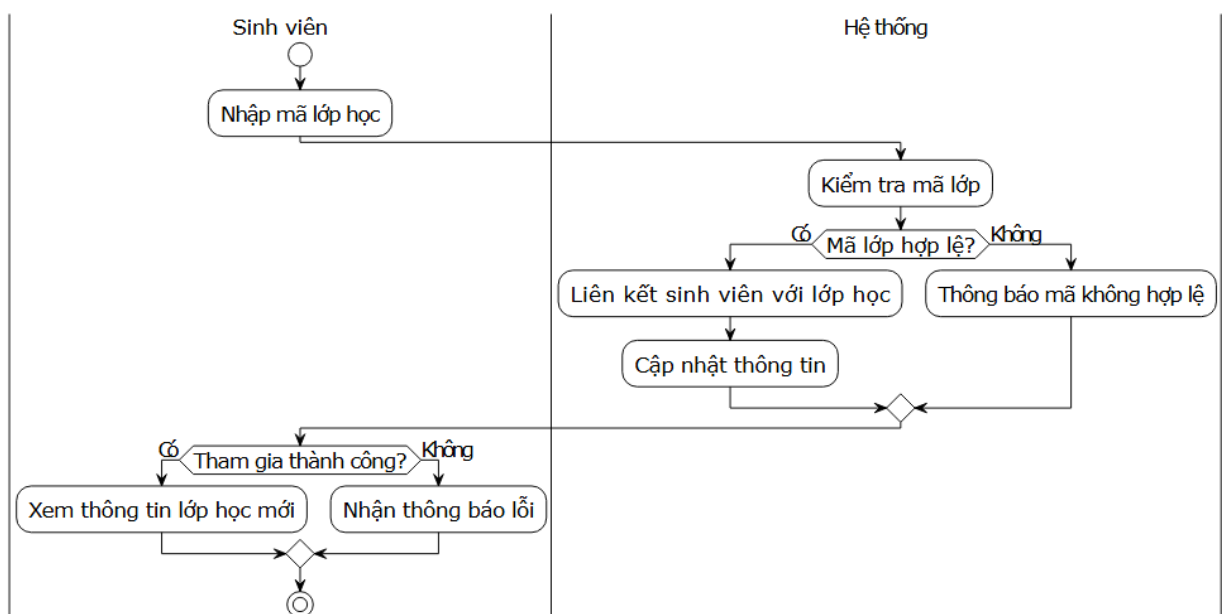 Sinh viên
Hệ thống
Nhập mã lớp học
Kiểm tra mã lớp
Có
Mã lớp hợp lệ?
Không
Liên kết sinh viên với lớp học
Thông báo mã không hợp lệ
Cập nhật thông tin
Có
Tham gia thành công?
Không
Xem thông tin lớp học mới
Nhận thông báo lỗi